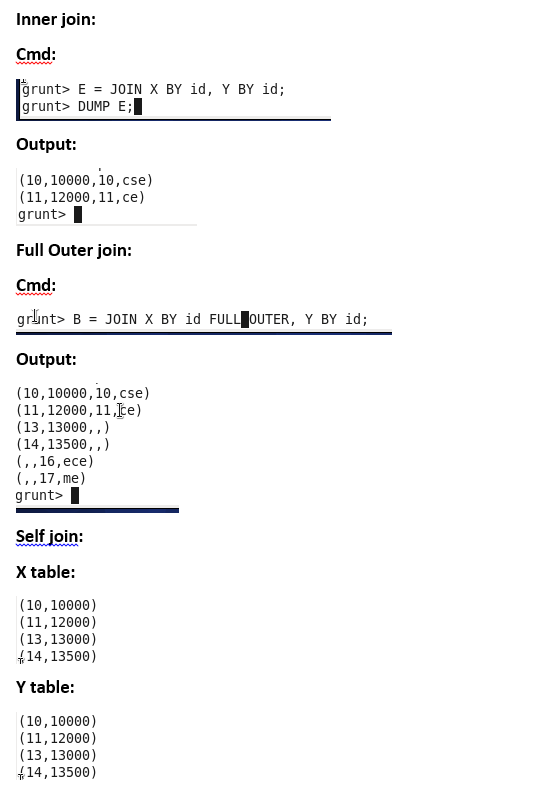 Inner join:
Cmd:
grunt> E = JOIN X BY id, Y BY id;
grunt> DUMP E;
Output:
(10,10000,10,cse)
(11,12000,11,ce)
grunt>
Full Outer join:
Cmd:
grunt> B = JOIN X BY id FULL OUTER, Y BY id;
Output:
(10,10000,10,cse)
(11,12000,11,ce)
(13,13000,,)
(14,13500,,)
(,,16,ece)
(,,17,me)
grunt>
Self join:
X table:
(10,10000)
(11,12000)
(13,13000)
(14,13500)
Y table:
(10,10000)
(11,12000)
(13,13000)
(14,13500)